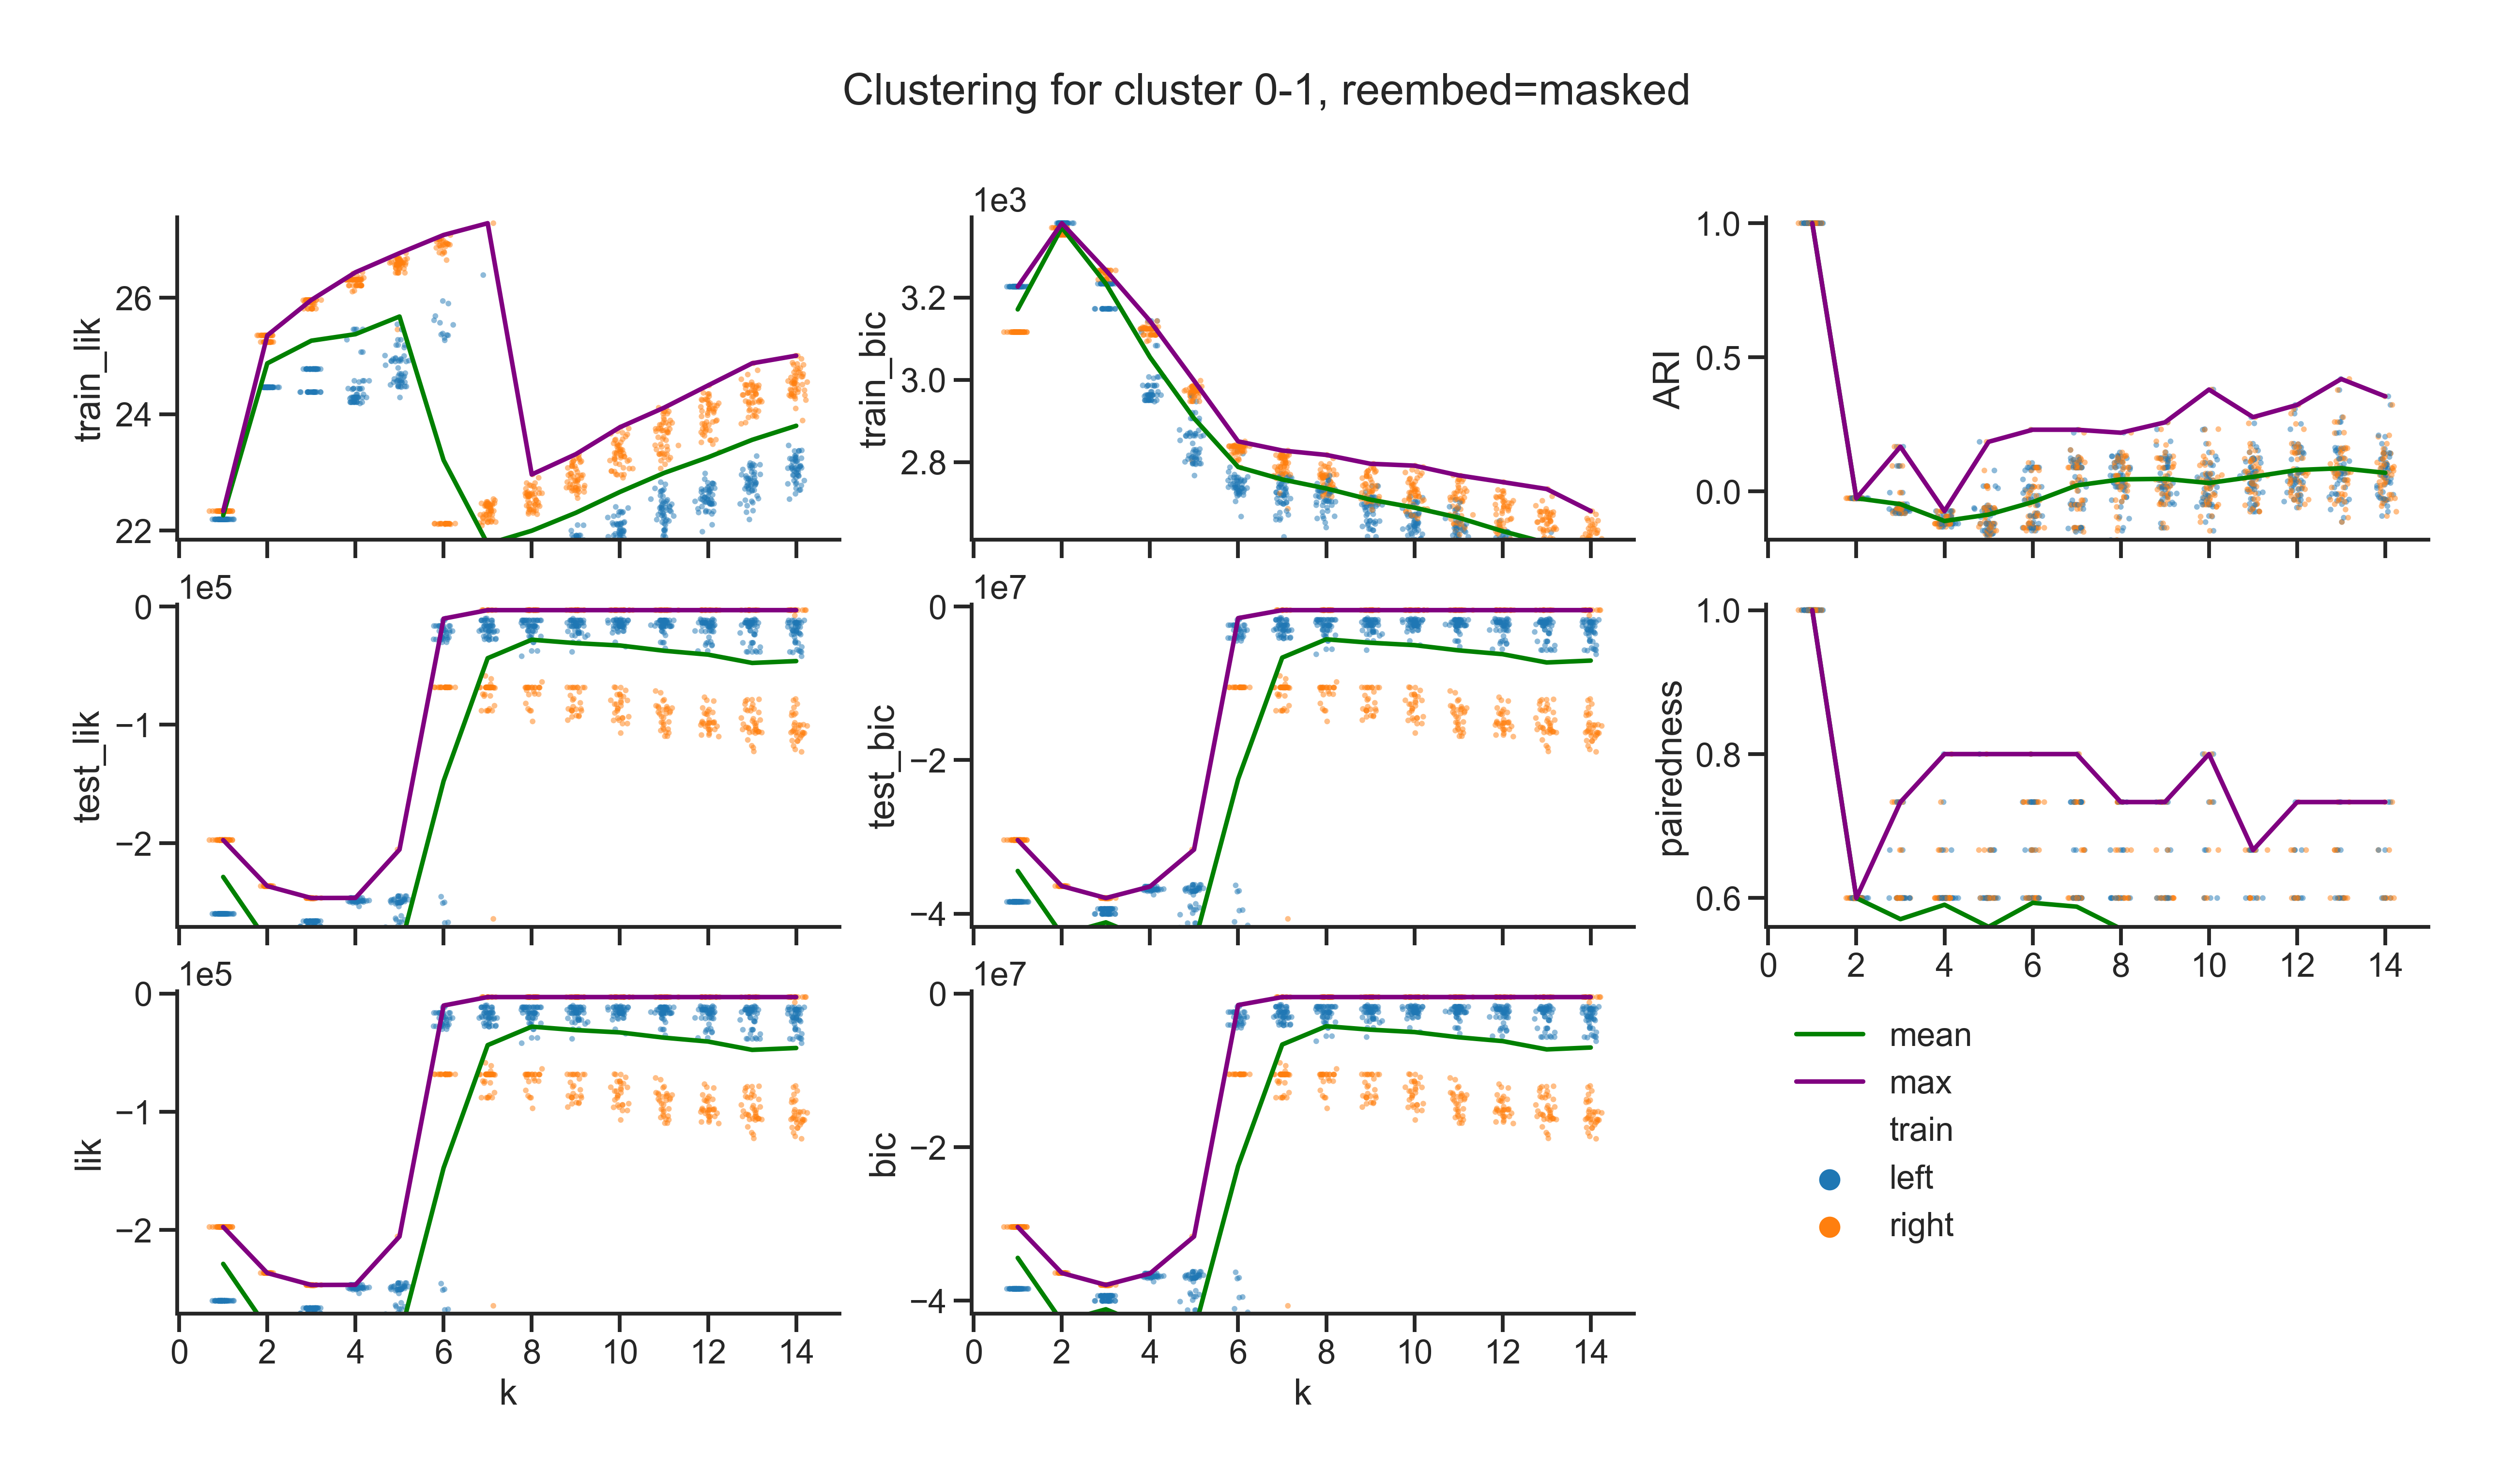 Clustering for cluster 0-1, reembed=masked
train_lik
26
24
22
1e3
train_bic
3.2
3.0
2.8
ARI
1.0
0.5
0.0
1e5
test_lik
0
−1
−2
1e7
test_bic
0
−2
−4
pairedness
1.0
0.8
0.6
0 2 4 6 8 10 12 14
1e5
lik
0
−1
−2
0 2 4 6 8 10 12 14
k
1e7
bic
0
−2
−4
0 2 4 6 8 10 12 14
k
mean
max
train
left
right